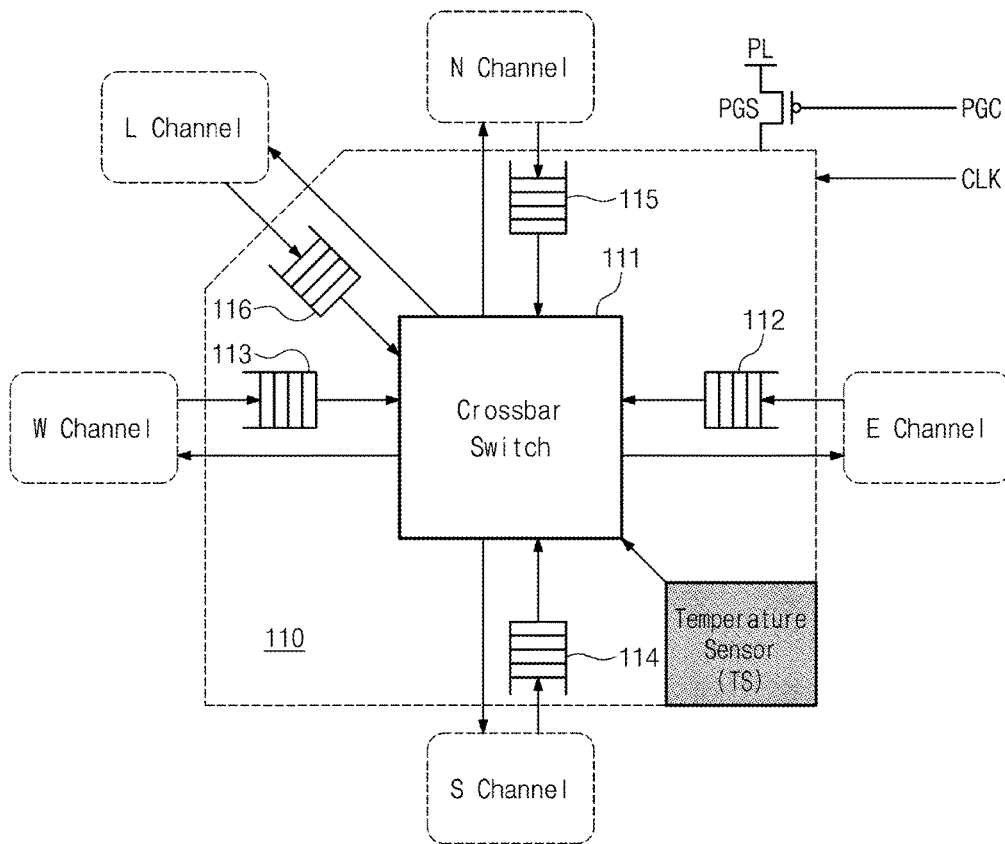 N Channel
PL
L Channel
PGS
PGC
CLK
115
111
116
113
112
W Channel
Crossbar
Switch
E Channel
110
114
Temperature
Sensor
(TS)
S Channel